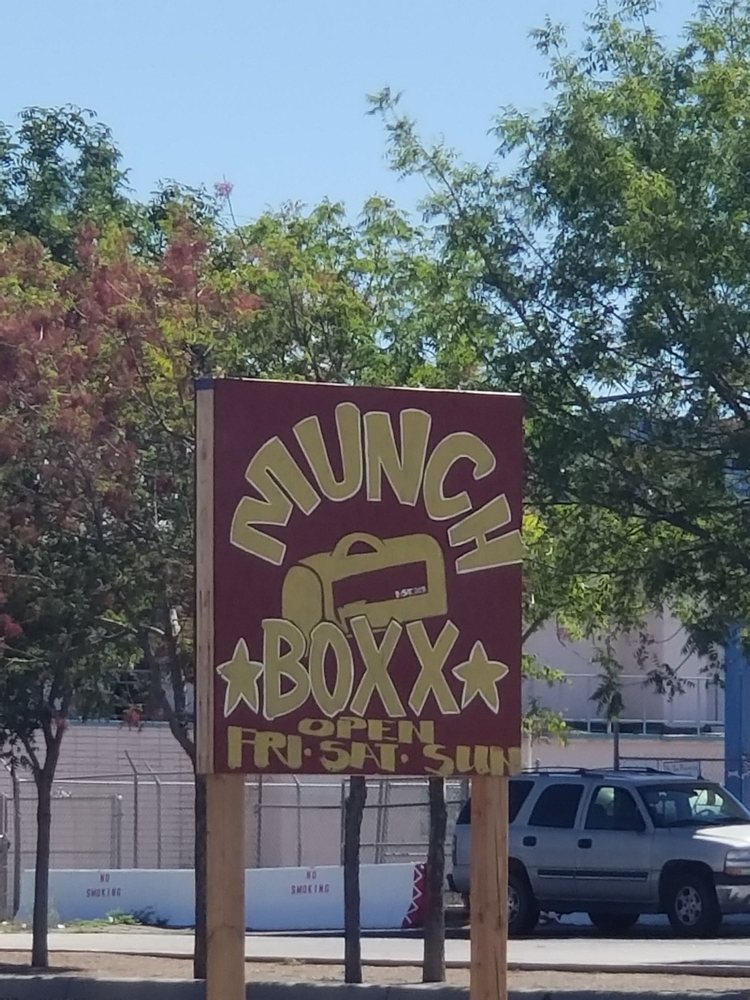 MUNCH
BOXX
OPEN
FRI· SAT· SUN
NO
SMOKING
NO
SMOKING